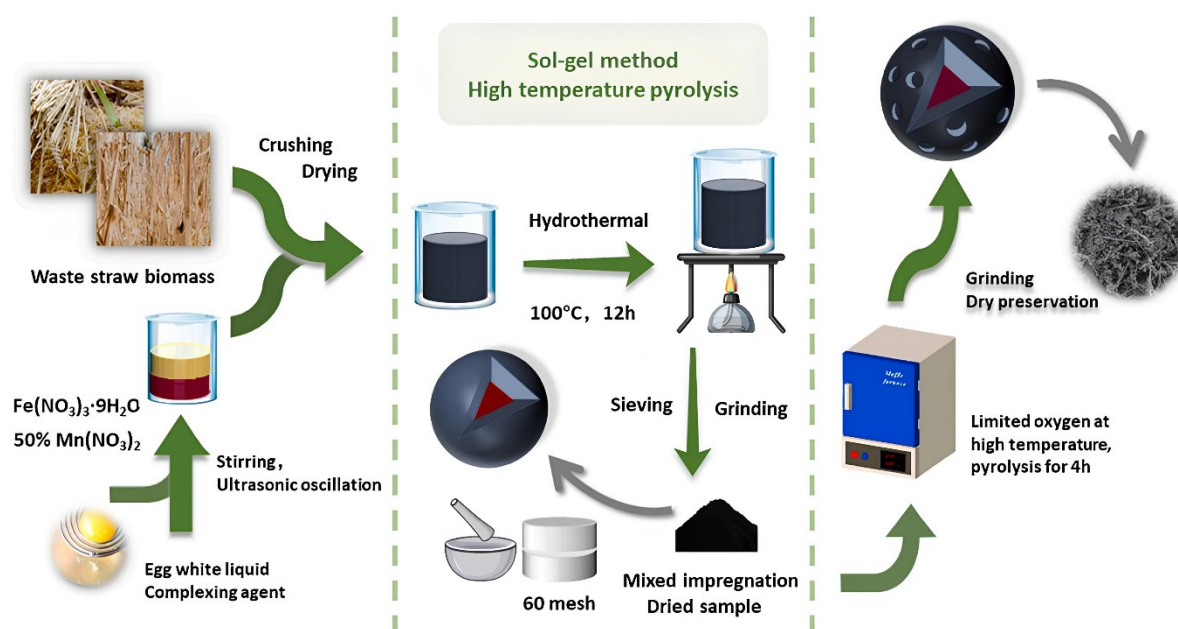 Crushing
Drying
Waste straw biomass
Fe(NO₃)₃·9H₂O
50% Mn(NO₃)₂
Stirring,
Ultrasonic oscillation
Egg white liquid
Complexing agent
Sol-gel method
High temperature pyrolysis
Hydrothermal
100°C, 12h
Sieving Grinding
60 mesh
Mixed impregnation
Dried sample
Grinding
Dry preservation
Muffle
furnace
Limited oxygen at
high temperature,
pyrolysis for 4h